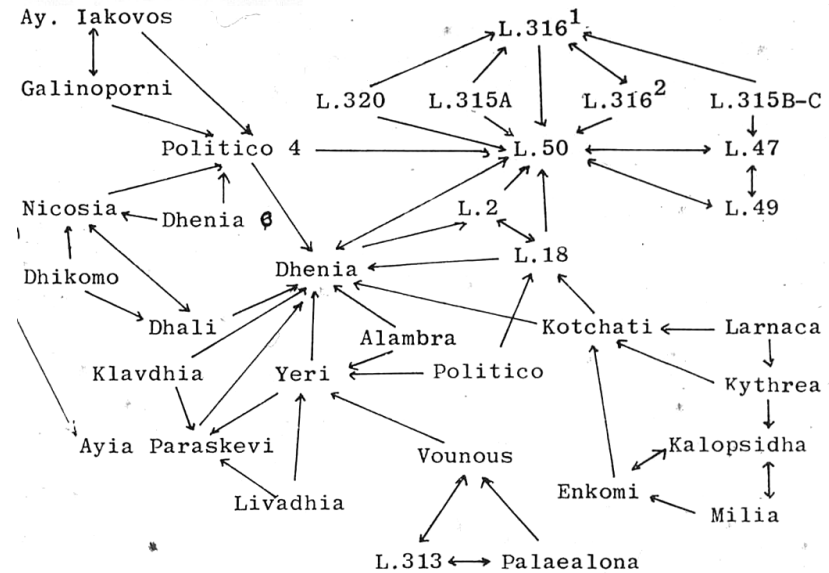 Ay. Iakovos
L.316¹
Galinoporni
L.320 L.315A L.316² L.315B-C
Politico 4 L.50 L.47
Nicosia Dhenia 6 L.2 L.49
Dhenia L.18
Dhikomo
Dhali Alambra Kotchati Larnaca
Klavdhia Yeri Politico Kythrea
Ayia Paraskevi Vounous Kalopsidha
Livadhia Enkomi Milia
L.313 Palaealona